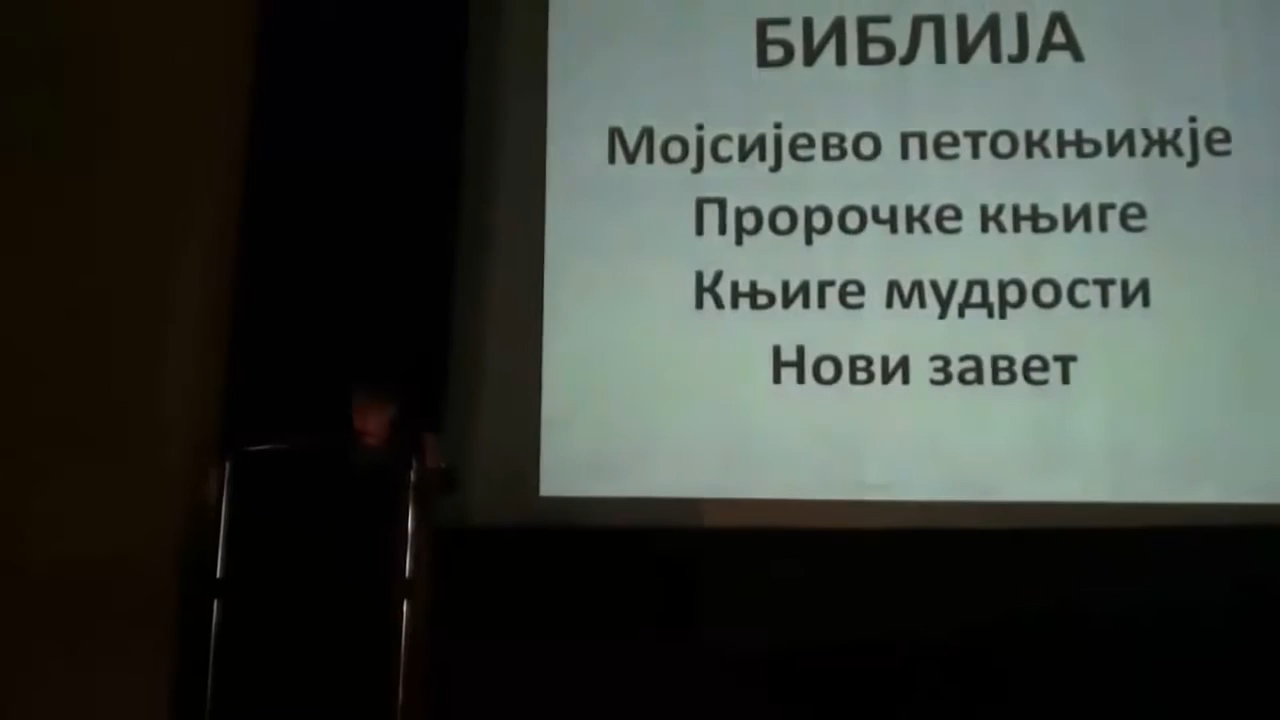 БИБЛИЈА
Мојсијево петокњижје
Пророчке књиге
Књиге мудрости
Нови завет